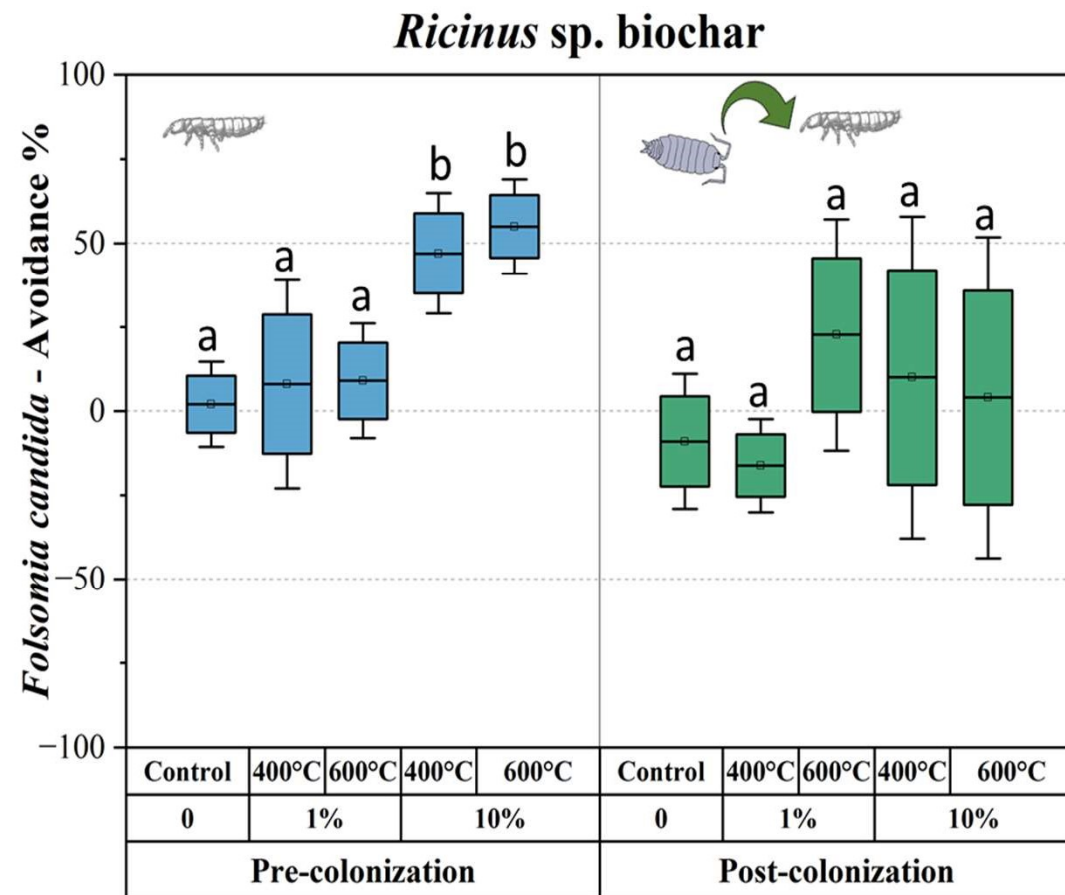 Ricinus sp. biochar
Folsomia candida - Avoidance %
100
50
0
−50
−100
a
a
a
b
b
a
a
a
a
a
Control 400°C 600°C 400°C 600°C Control 400°C 600°C 400°C 600°C
0 1% 10% 0 1% 10%
Pre-colonization Post-colonization